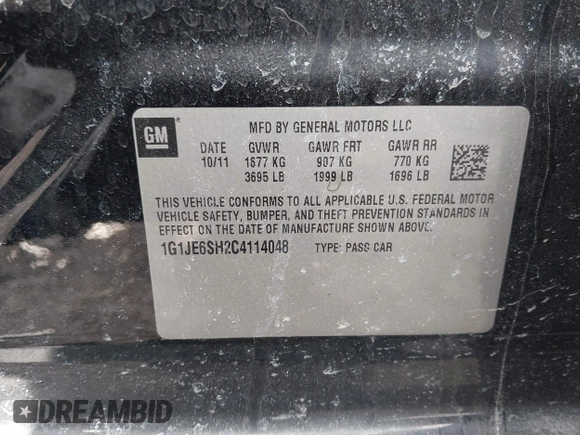 GM
MFD BY GENERAL MOTORS LLC
DATE GVWR GAWR FRT GAWR RR
10/11 1677 KG 907 KG 770 KG
3695 LB 1999 LB 1696 LB
THIS VEHICLE CONFORMS TO ALL APPLICABLE U.S. FEDERAL MOTOR
VEHICLE SAFETY, BUMPER, AND THEFT PREVENTION STANDARDS IN
EFFECT ON THE DATE OF MANUFACTURE SHOWN ABOVE.
1G1JE6SH2C4114048 TYPE: PASS CAR
DREAMBID